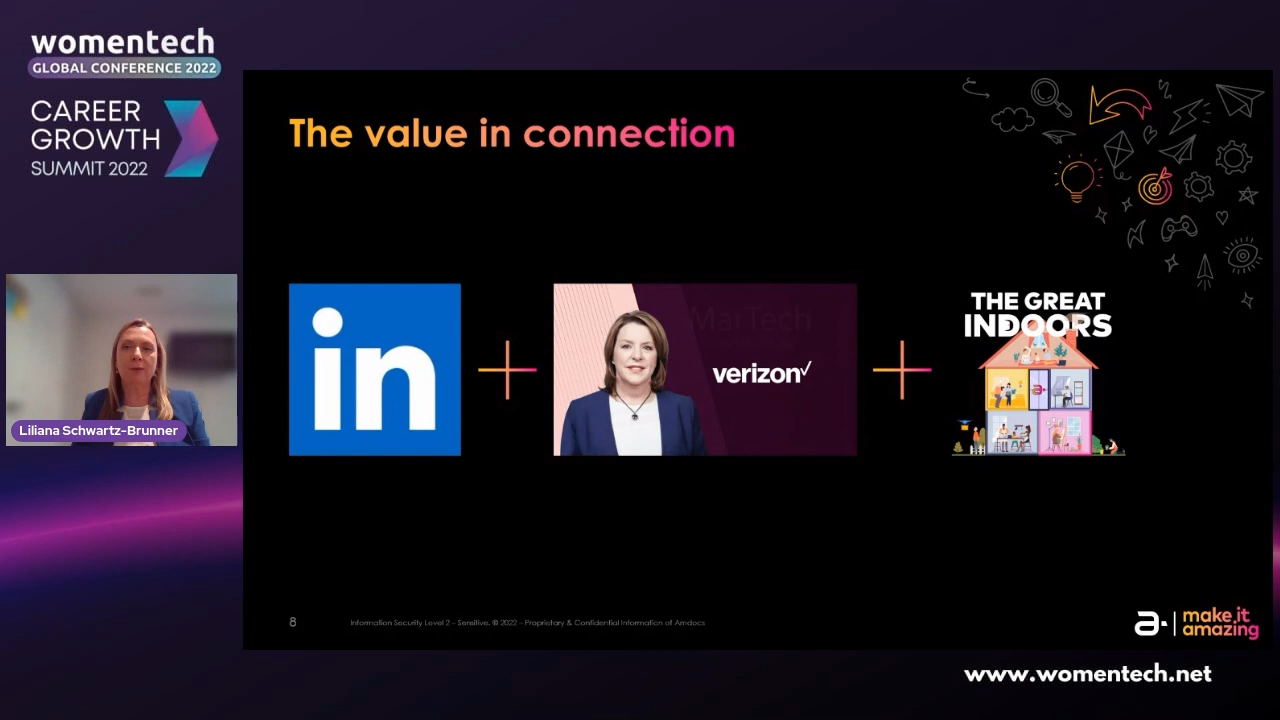 womentech
GLOBAL CONFERENCE 2022
CAREER
GROWTH
SUMMIT 2022
The value in connection
in
MarTech
verizon✓
THE GREAT
INDOORS
Liliana Schwartz-Brunner
8
Information Security Level 2 – Sensitive. © 2022 – Proprietary & Confidential Information of Amdocs
a
make it
amazing
www.womentech.net